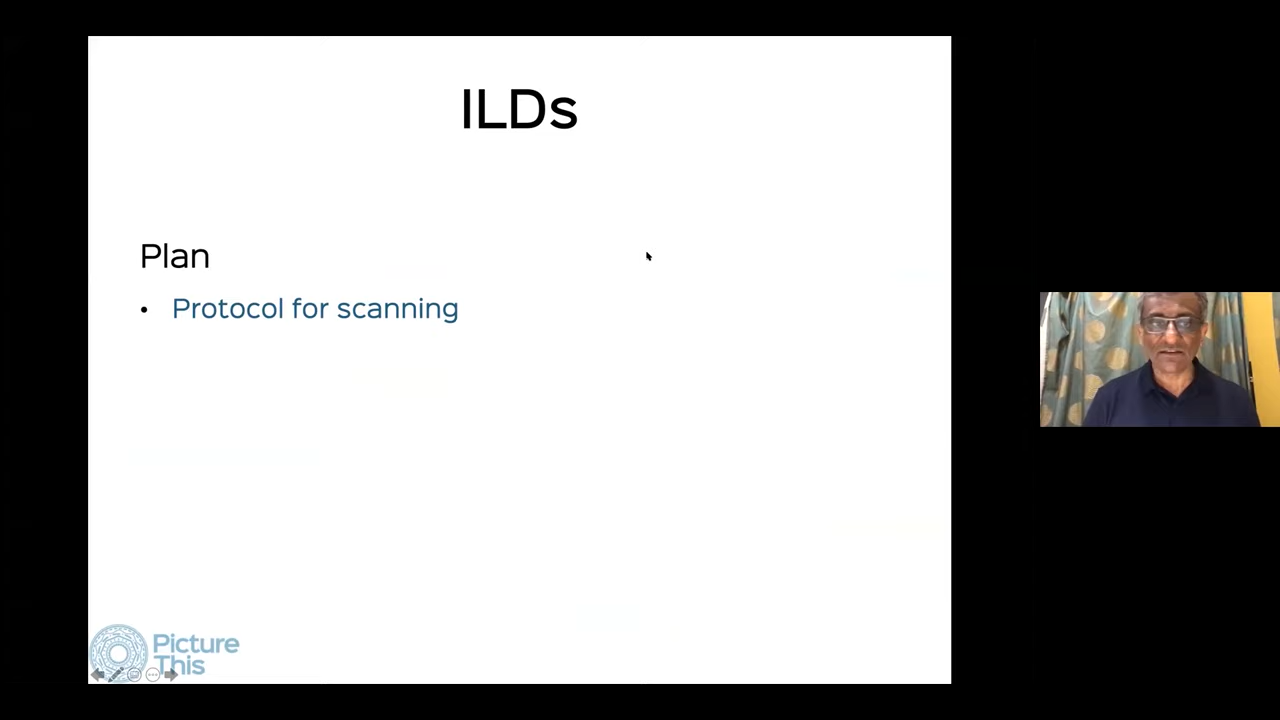 ILDs
Plan
• Protocol for scanning
Picture
This